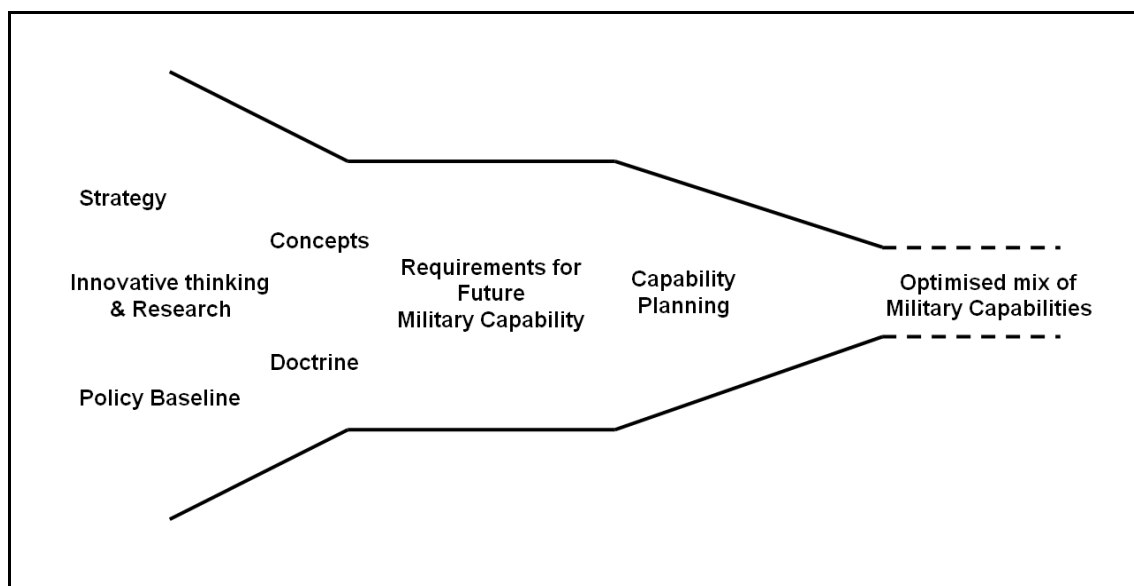 Strategy
Innovative thinking
& Research
Policy Baseline
Concepts
Doctrine
Requirements for
Future
Military Capability
Capability
Planning
Optimised mix of
Military Capabilities